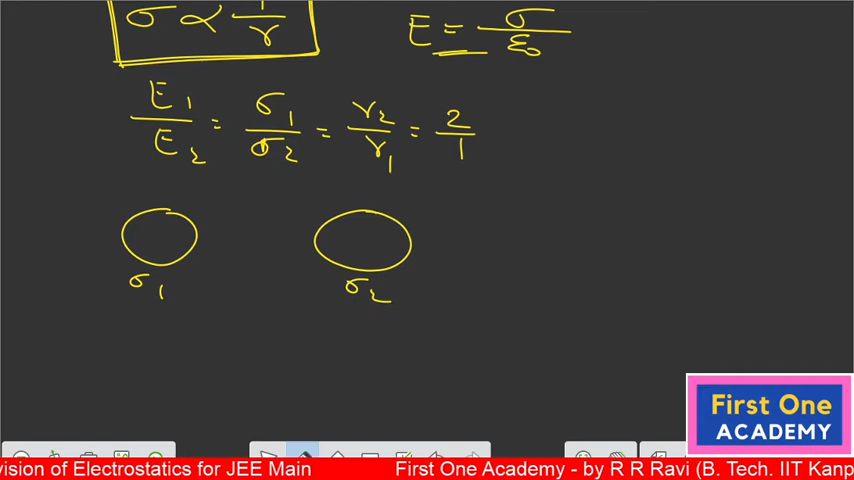 σ ∝ 1/r
E = σ/ε₀
E₁/E₂ = σ₁/σ₂ = r₂/r₁ = 2/1
σ₁
σ₂
First One
ACADEMY
vision of Electrostatics for JEE Main First One Academy - by R R Ravi (B. Tech. IIT Kanp